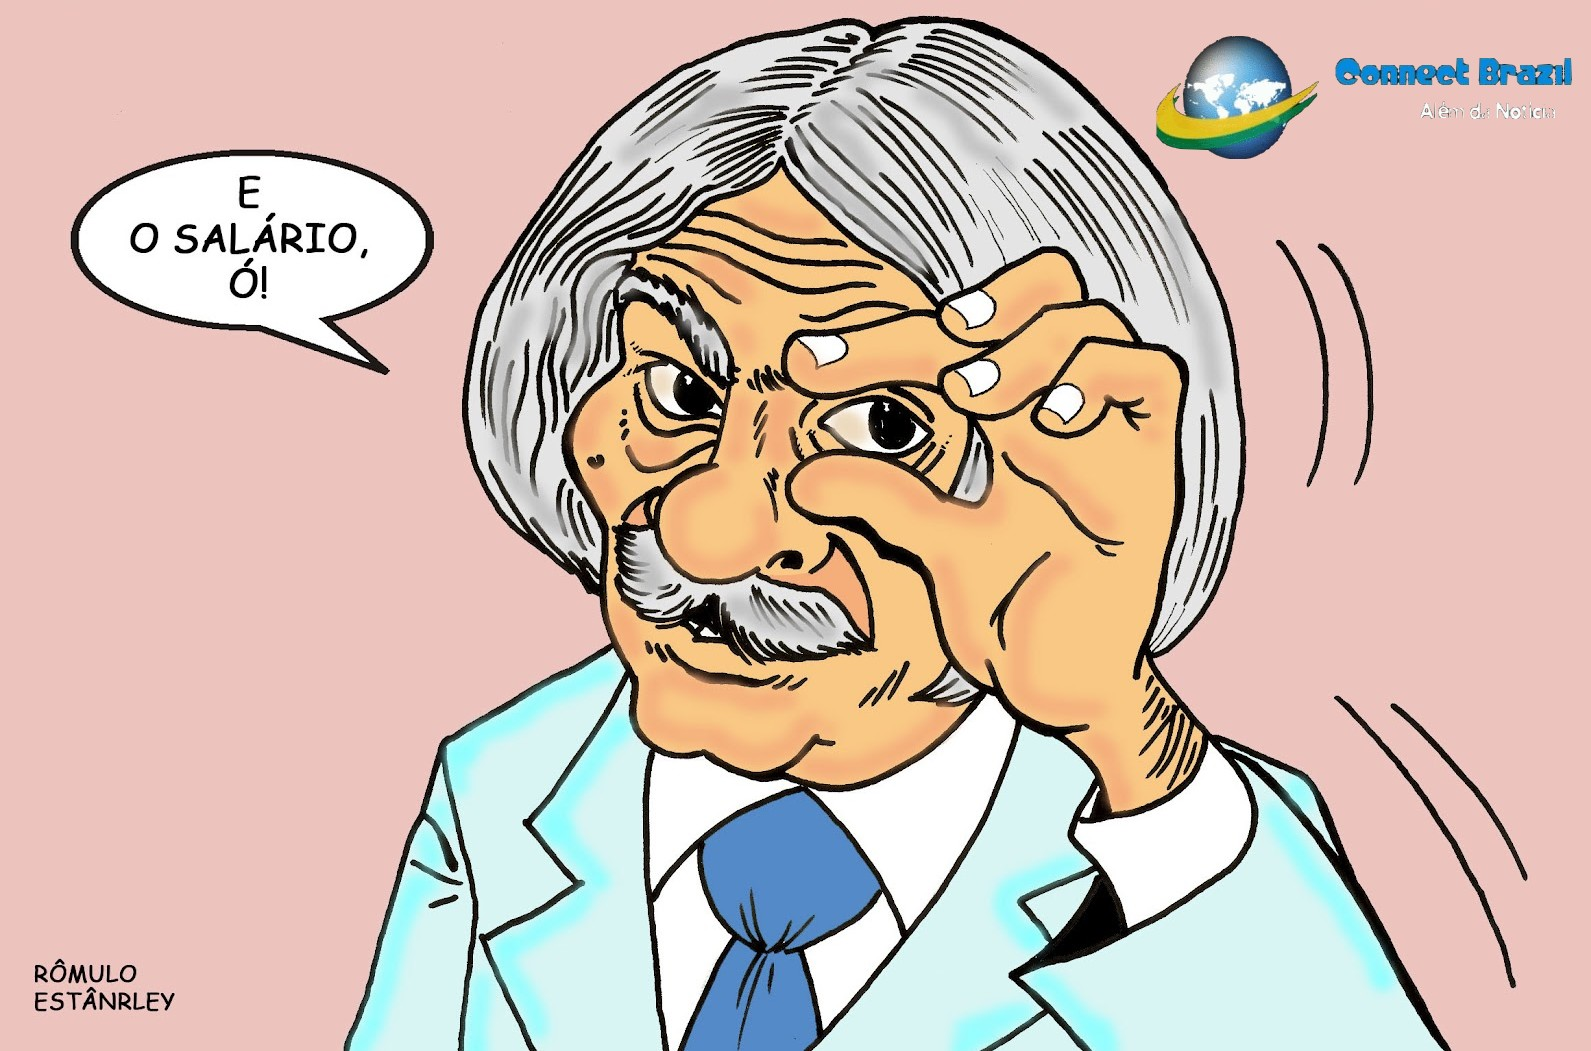 Connect Brazil
Além da Notícia
E
O SALÁRIO,
Ó!
RÔMULO
ESTÂNRLEY